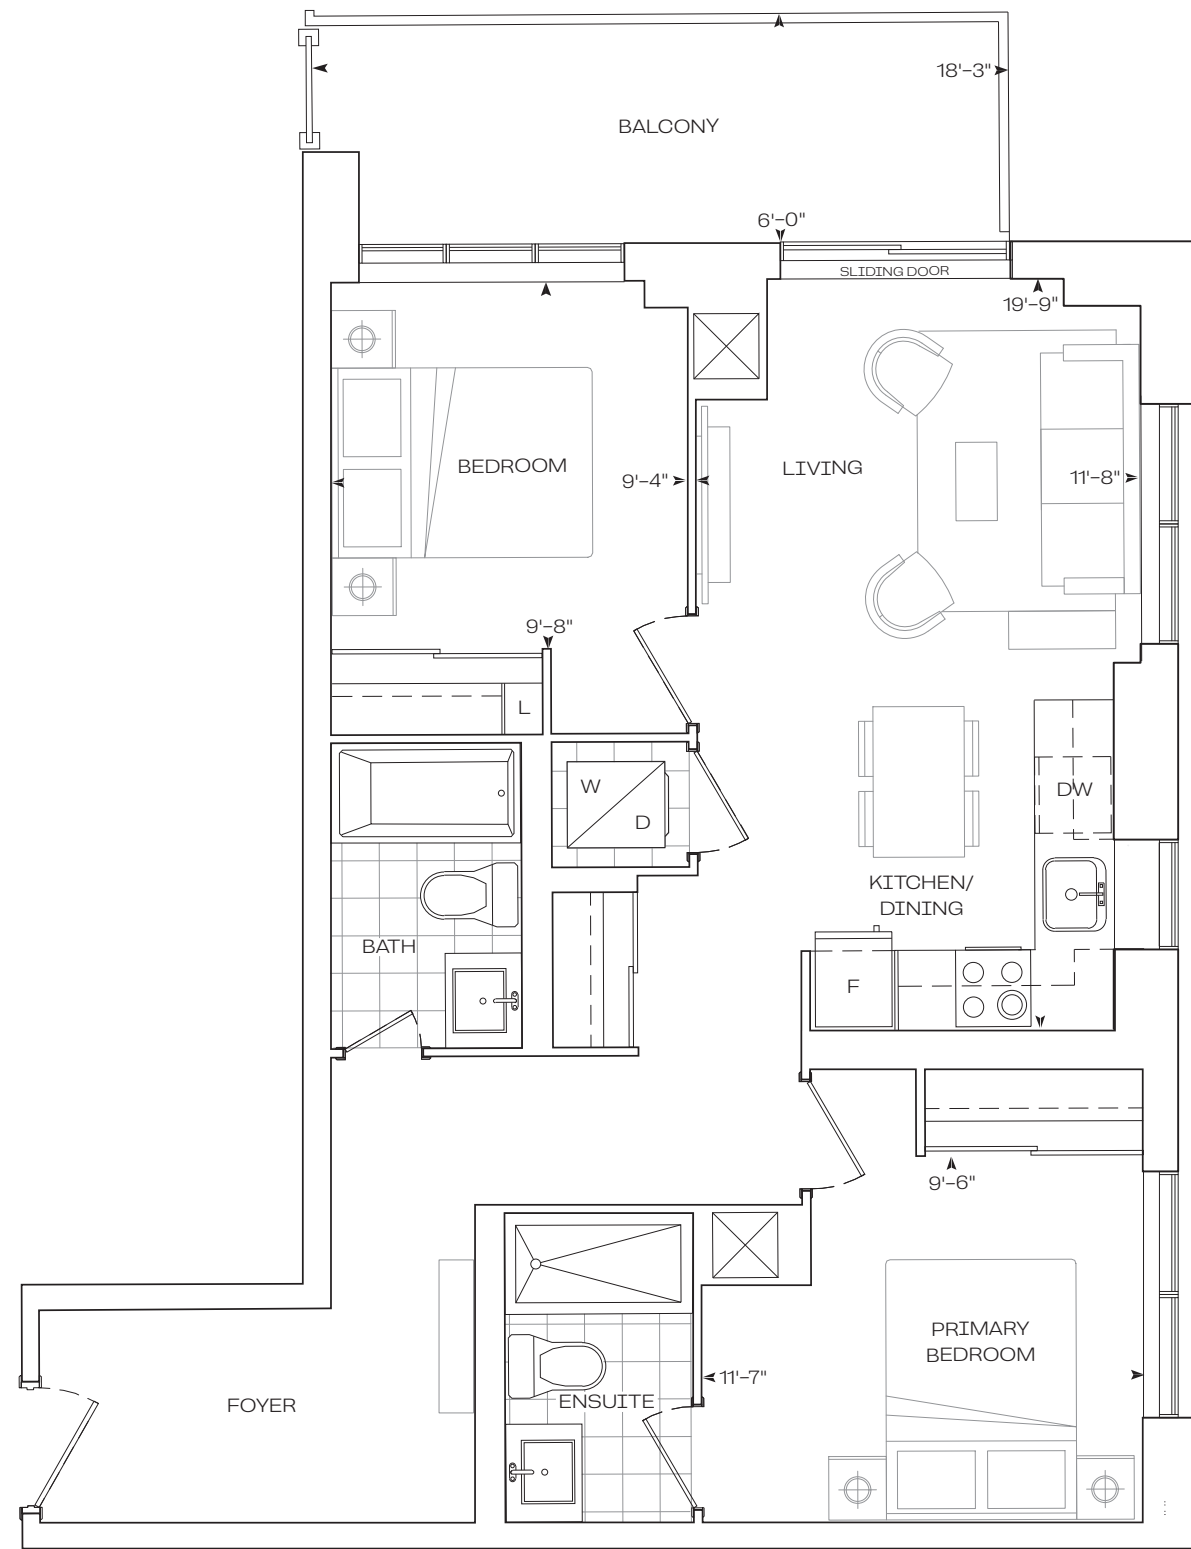 18'-3"
BALCONY
6'-0"
SLIDING DOOR
19'-9"
BEDROOM
9'-4"
LIVING
11'-8"
9'-8"
L
W
D
DW
KITCHEN/
DINING
BATH
F
9'-6"
PRIMARY
BEDROOM
11'-7"
ENSUITE
FOYER